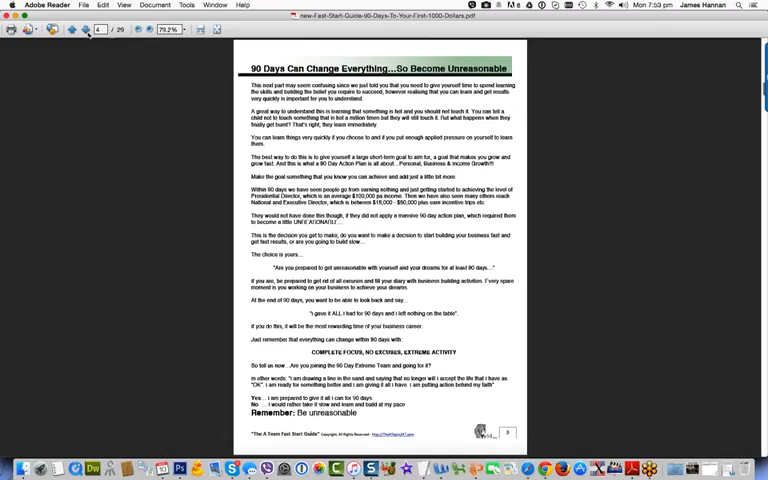 Adobe Reader File Edit View Document Tools Window Help Mon 7:53 pm James Hannan
new-Fast-Start-Guide-90-Days-To-Your-First-1000-Dollars.pdf
4 / 29 79.2%
90 Days Can Change Everything…So Become Unreasonable
This next part may seem confusing since we just told you that you need to give yourself time to spend learning
the skills and building the belief you require to succeed, however realising that you can learn and get results
very quickly is important for you to understand.
A great way to understand this is learning that something is hot and you should not touch it. You can tell a
child not to touch something that is hot a million times but they will still touch it. But what happens when they
finally get burnt? That's right, they learn immediately.
You can learn things very quickly if you choose to and if you put enough applied pressure on yourself to learn
them.
The best way to do this is to give yourself a large short-term goal to aim for, a goal that makes you grow and
grow fast. And this is what a 90 Day Action Plan is all about…Personal, Business & Income Growth!!!
Make the goal something that you know you can achieve and add just a little bit more.
Within 90 days we have seen people go from earning nothing and just getting started to achieving the level of
Presidential Director, which is an average $100,000 pa income. Then we have also seen many others reach
National and Executive Director, which is between $15,000 - $50,000 plus earn incentive trips etc.
They would not have done this though, if they did not apply a massive 90-day action plan, which required them
to become a little UNREASONABLE…
This is the decision you get to make, do you want to make a decision to start building your business fast and
get fast results, or are you going to build slow…
The choice is yours…
"Are you prepared to get unreasonable with yourself and your dreams for at least 90 days…"
If you are, be prepared to get rid of all excuses and fill your diary with business building activities. Every spare
moment is you working on your business to achieve your dreams.
At the end of 90 days, you want to be able to look back and say…
"I gave it ALL I had for 90 days and I left nothing on the table".
If you do this, it will be the most rewarding time of your business career.
Just remember that everything can change within 90 days with:
COMPLETE FOCUS, NO EXCUSES, EXTREME ACTIVITY
So tell us now…Are you joining the 90 Day Extreme Team and going for it?
In other words: "I am drawing a line in the sand and saying that no longer will I accept the life that I have as
"OK". I am ready for something better and I am giving it all I have. I am putting action behind my faith"
Yes… I am prepared to give it all I can for 90 days.
No … I would rather take it slow and learn and build at my pace
Remember: Be unreasonable
"The A Team Fast Start Guide" Copyright. All Rights Reserved - http://TheATeam247.com
3